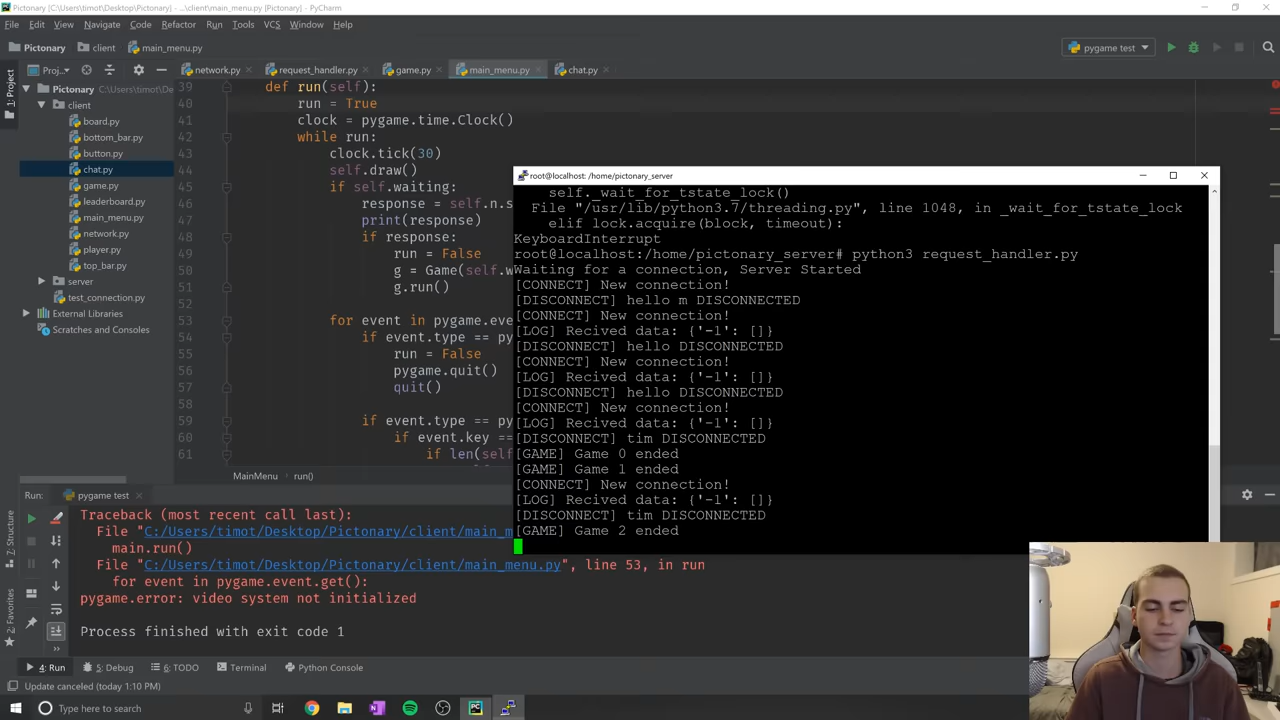 Pictonary [C:\Users\timot\Desktop\Pictonary] - ...\client\main_menu.py - PyCharm
File Edit View Navigate Code Refactor Run Tools VCS Window Help
Pictonary client main_menu.py
pygame test
Proj...
network.py request_handler.py game.py main_menu.py chat.py
1: Project
Pictonary C:\Users\timot\
client
board.py
bottom_bar.py
button.py
chat.py
game.py
leaderboard.py
main_menu.py
network.py
player.py
top_bar.py
server
test_connection.py
External Libraries
Scratches and Consoles
39 def run(self):
40 run = True
41 clock = pygame.time.Clock()
42 while run:
43 clock.tick(30)
44 self.draw()
45 if self.waiting:
46 response = self.n.s
47 print(response)
48 if response:
49 run = False
50 g = Game(self.w
51 g.run()
52
53 for event in pygame.eve
54 if event.type == py
55 run = False
56 pygame.quit()
57 quit()
58
59 if event.type == py
60 if event.key ==
61 if len(self
MainMenu run()
root@localhost: /home/pictonary_server
self._wait_for_tstate_lock()
File "/usr/lib/python3.7/threading.py", line 1048, in _wait_for_tstate_lock
elif lock.acquire(block, timeout):
KeyboardInterrupt
root@localhost:/home/pictonary_server# python3 request_handler.py
Waiting for a connection, Server Started
[CONNECT] New connection!
[DISCONNECT] hello m DISCONNECTED
[CONNECT] New connection!
[LOG] Recived data: {'-1': []}
[DISCONNECT] hello DISCONNECTED
[CONNECT] New connection!
[LOG] Recived data: {'-1': []}
[DISCONNECT] hello DISCONNECTED
[CONNECT] New connection!
[LOG] Recived data: {'-1': []}
[DISCONNECT] tim DISCONNECTED
[GAME] Game 0 ended
[GAME] Game 1 ended
[CONNECT] New connection!
[LOG] Recived data: {'-1': []}
[DISCONNECT] tim DISCONNECTED
[GAME] Game 2 ended
Run: pygame test
7: Structure
2: Favorites
Traceback (most recent call last):
File "C:/Users/timot/Desktop/Pictonary/client/main_m
main.run()
File "C:/Users/timot/Desktop/Pictonary/client/main_menu.py", line 53, in run
for event in pygame.event.get():
pygame.error: video system not initialized
Process finished with exit code 1
4: Run 5: Debug 6: TODO Terminal Python Console
Update canceled (today 1:10 PM)
Type here to search